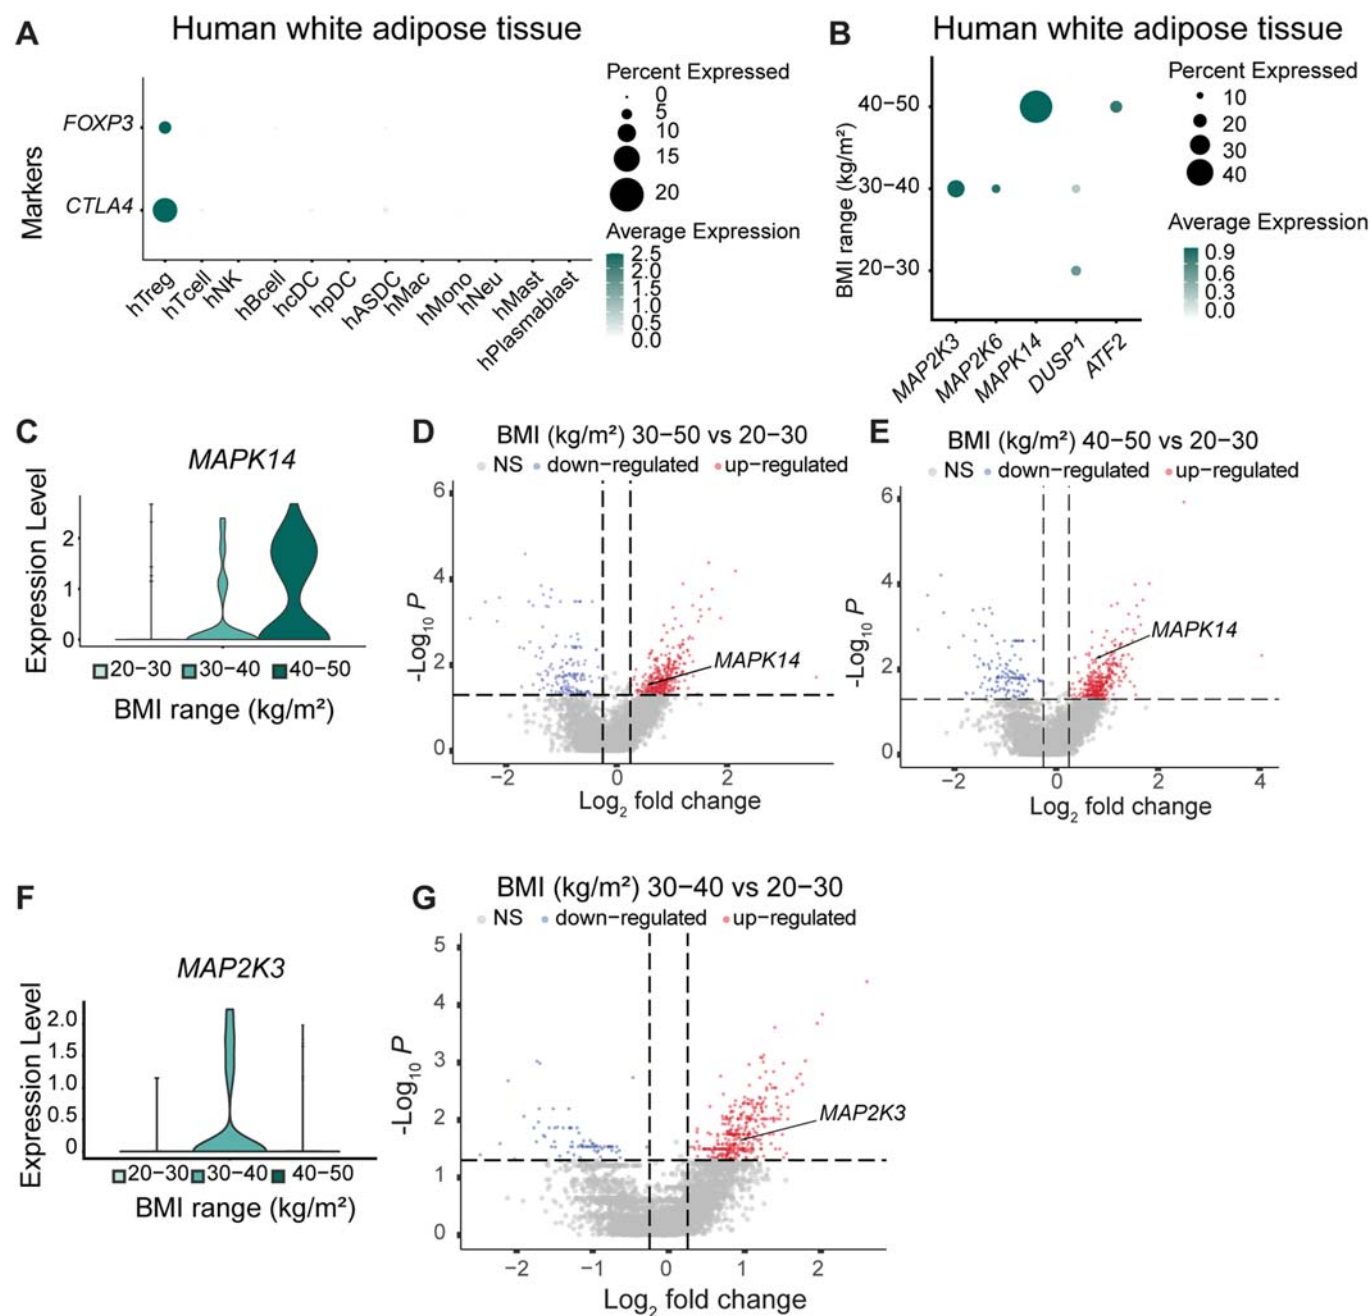 A
Human white adipose tissue
Markers
FOXP3
CTLA4
hTreg
hTcell
hNK
hBcell
hcDC
hpDC
hASDC
hMac
hMono
hNeu
hMast
hPlasmablast
Percent Expressed
0
5
10
15
20
Average Expression
2.5
2.0
1.5
1.0
0.5
0.0
B
Human white adipose tissue
BMI range (kg/m²)
40−50
30−40
20−30
MAP2K3
MAP2K6
MAPK14
DUSP1
ATF2
Percent Expressed
10
20
30
40
Average Expression
0.9
0.6
0.3
0.0
C
MAPK14
Expression Level
2
1
0
20−30 30−40 40−50
BMI range (kg/m²)
D
BMI (kg/m²) 30−50 vs 20−30
NS down−regulated up−regulated
-Log10 P
6
4
2
0
MAPK14
−2 0 2
Log2 fold change
E
BMI (kg/m²) 40−50 vs 20−30
NS down−regulated up−regulated
-Log10 P
6
4
2
0
MAPK14
−2 0 2 4
Log2 fold change
F
MAP2K3
Expression Level
2.0
1.5
1.0
0.5
0
20−30 30−40 40−50
BMI range (kg/m²)
G
BMI (kg/m²) 30−40 vs 20−30
NS down−regulated up−regulated
-Log10 P
5
4
3
2
1
0
MAP2K3
−2 −1 0 1 2
Log2 fold change